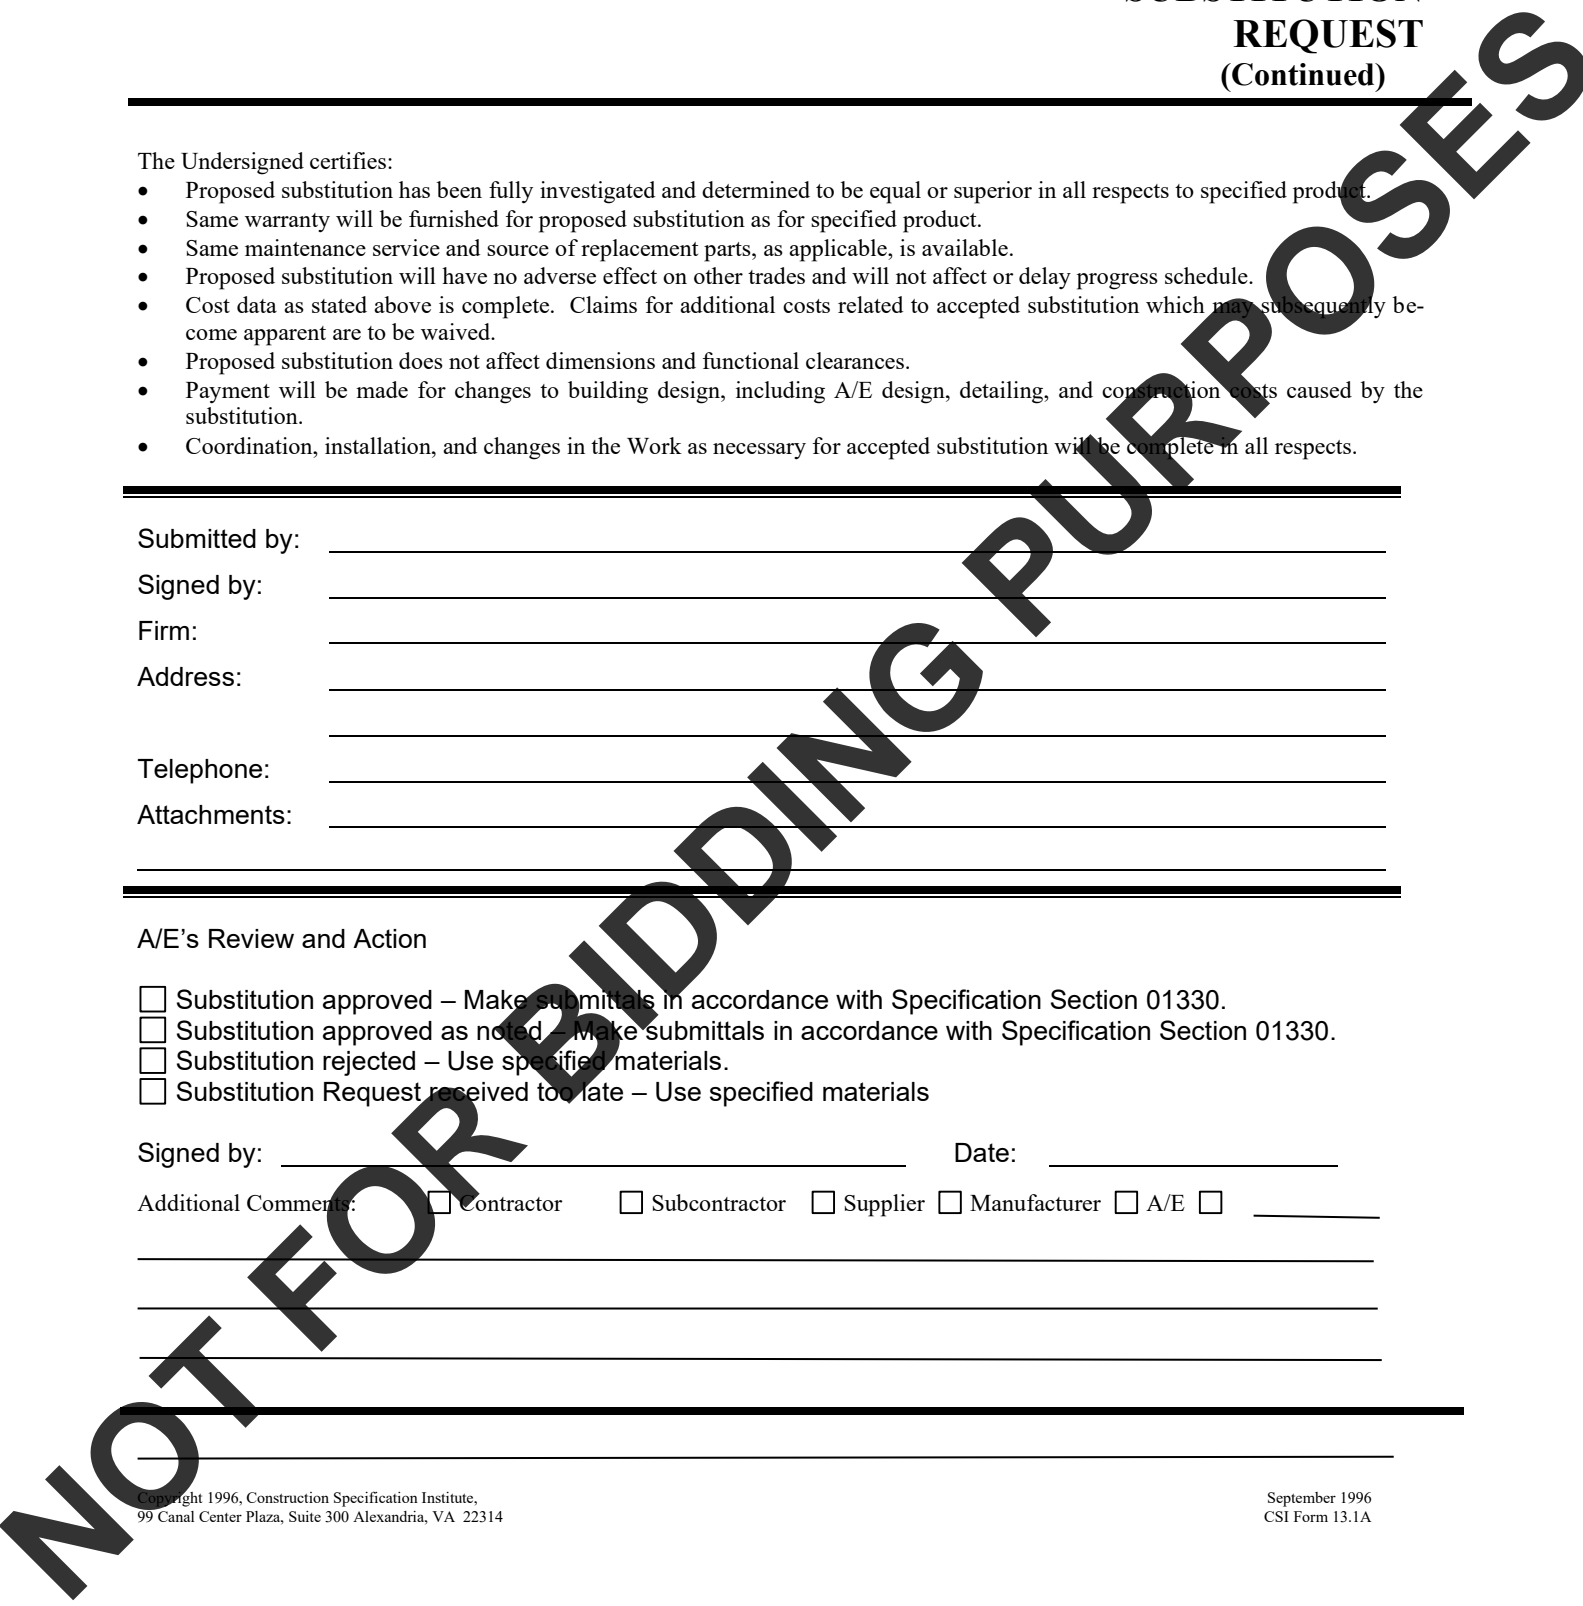 SUBSTITUTION
REQUEST
(Continued)
The Undersigned certifies:
• Proposed substitution has been fully investigated and determined to be equal or superior in all respects to specified product.
• Same warranty will be furnished for proposed substitution as for specified product.
• Same maintenance service and source of replacement parts, as applicable, is available.
• Proposed substitution will have no adverse effect on other trades and will not affect or delay progress schedule.
• Cost data as stated above is complete.  Claims for additional costs related to accepted substitution which may subsequently be-
come apparent are to be waived.
• Proposed substitution does not affect dimensions and functional clearances.
• Payment will be made for changes to building design, including A/E design, detailing, and construction costs caused by the
substitution.
• Coordination, installation, and changes in the Work as necessary for accepted substitution will be complete in all respects.
Submitted by:
Signed by:
Firm:
Address:
Telephone:
Attachments:
A/E’s Review and Action
Substitution approved – Make submittals in accordance with Specification Section 01330.
Substitution approved as noted – Make submittals in accordance with Specification Section 01330.
Substitution rejected – Use specified materials.
Substitution Request received too late – Use specified materials
Signed by: Date:
Additional Comments: Contractor Subcontractor Supplier Manufacturer A/E
Copyright 1996, Construction Specification Institute, September 1996
99 Canal Center Plaza, Suite 300 Alexandria, VA  22314 CSI Form 13.1A
NOT FOR BIDDING PURPOSES